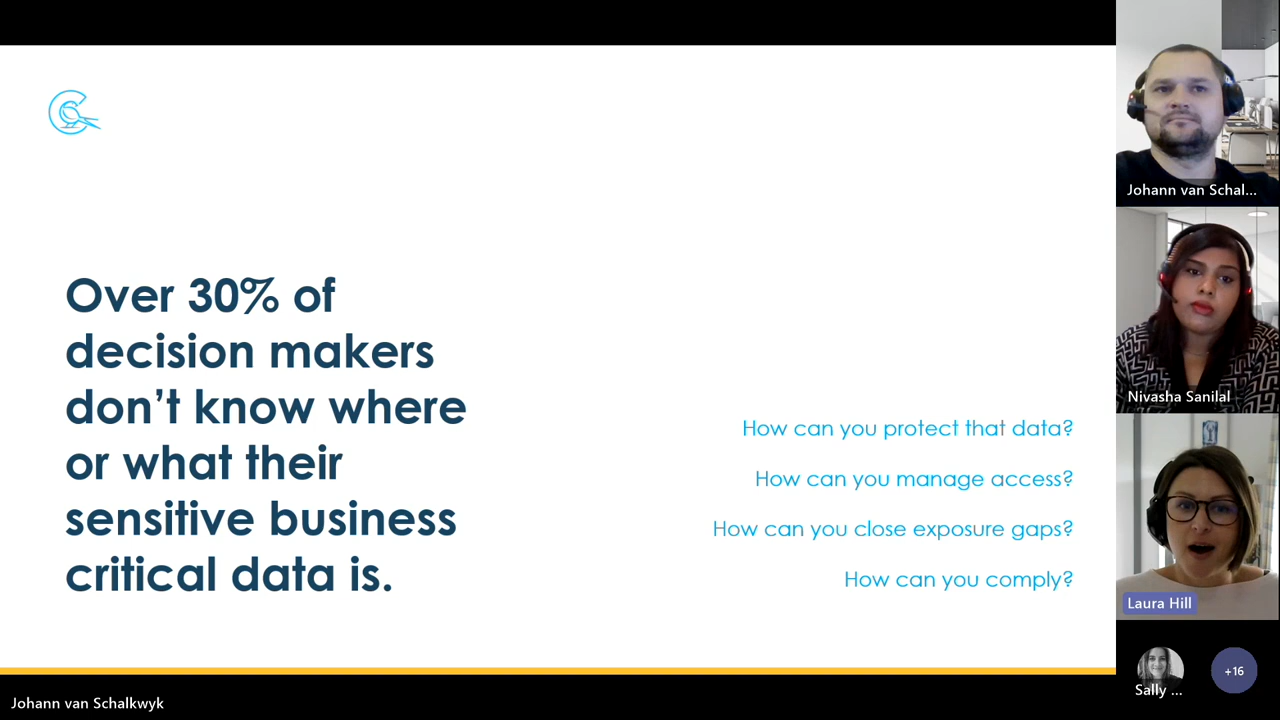 Over 30% of
decision makers
don’t know where
or what their
sensitive business
critical data is.
How can you protect that data?
How can you manage access?
How can you close exposure gaps?
How can you comply?
Johann van Schal...
Nivasha Sanilal
Laura Hill
Sally ...
+16
Johann van Schalkwyk